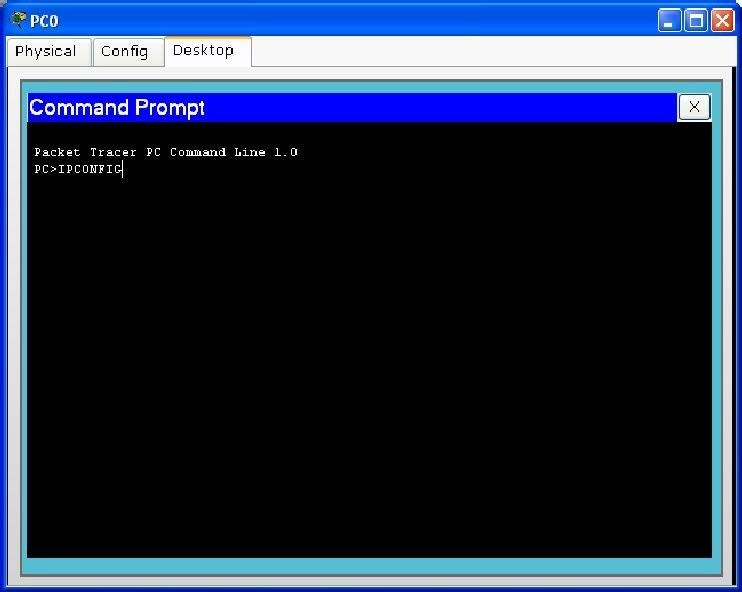 PC0
Physical Config Desktop
Command Prompt X
Packet Tracer PC Command Line 1.0
PC>IPCONFIG